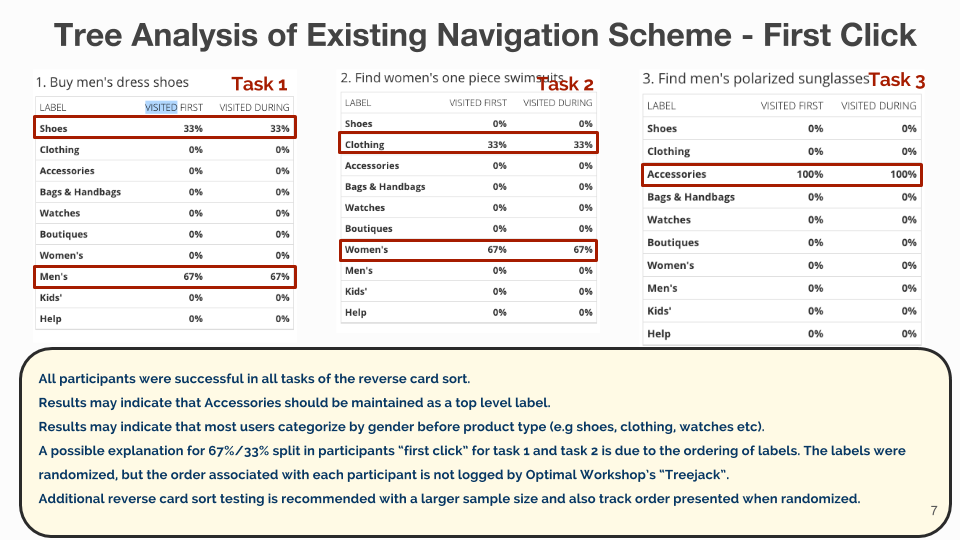 Tree Analysis of Existing Navigation Scheme - First Click
1. Buy men's dress shoes
Task 1
LABEL VISITED FIRST VISITED DURING
Shoes 33% 33%
Clothing 0% 0%
Accessories 0% 0%
Bags & Handbags 0% 0%
Watches 0% 0%
Boutiques 0% 0%
Women's 0% 0%
Men's 67% 67%
Kids' 0% 0%
Help 0% 0%
2. Find women's one piece swimsuits
Task 2
LABEL VISITED FIRST VISITED DURING
Shoes 0% 0%
Clothing 33% 33%
Accessories 0% 0%
Bags & Handbags 0% 0%
Watches 0% 0%
Boutiques 0% 0%
Women's 67% 67%
Men's 0% 0%
Kids' 0% 0%
Help 0% 0%
3. Find men's polarized sunglasses
Task 3
LABEL VISITED FIRST VISITED DURING
Shoes 0% 0%
Clothing 0% 0%
Accessories 100% 100%
Bags & Handbags 0% 0%
Watches 0% 0%
Boutiques 0% 0%
Women's 0% 0%
Men's 0% 0%
Kids' 0% 0%
Help 0% 0%
All participants were successful in all tasks of the reverse card sort.
Results may indicate that Accessories should be maintained as a top level label.
Results may indicate that most users categorize by gender before product type (e.g shoes, clothing, watches etc).
A possible explanation for 67%/33% split in participants “first click” for task 1 and task 2 is due to the ordering of labels. The labels were
randomized, but the order associated with each participant is not logged by Optimal Workshop's “Treejack”.
Additional reverse card sort testing is recommended with a larger sample size and also track order presented when randomized.
7